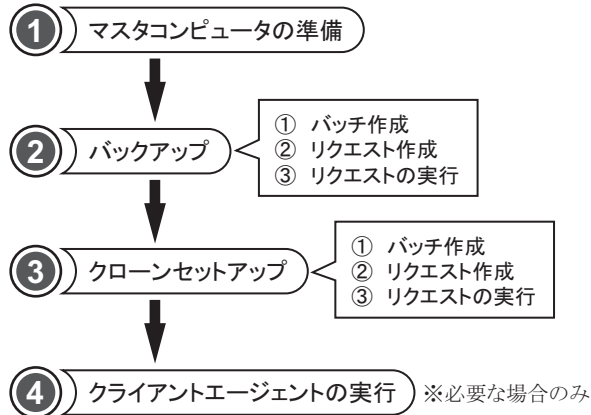 1 マスタコンピュータの準備
2 バックアップ
① バッチ作成
② リクエスト作成
③ リクエストの実行
3 クローンセットアップ
① バッチ作成
② リクエスト作成
③ リクエストの実行
4 クライアントエージェントの実行 ※必要な場合のみ